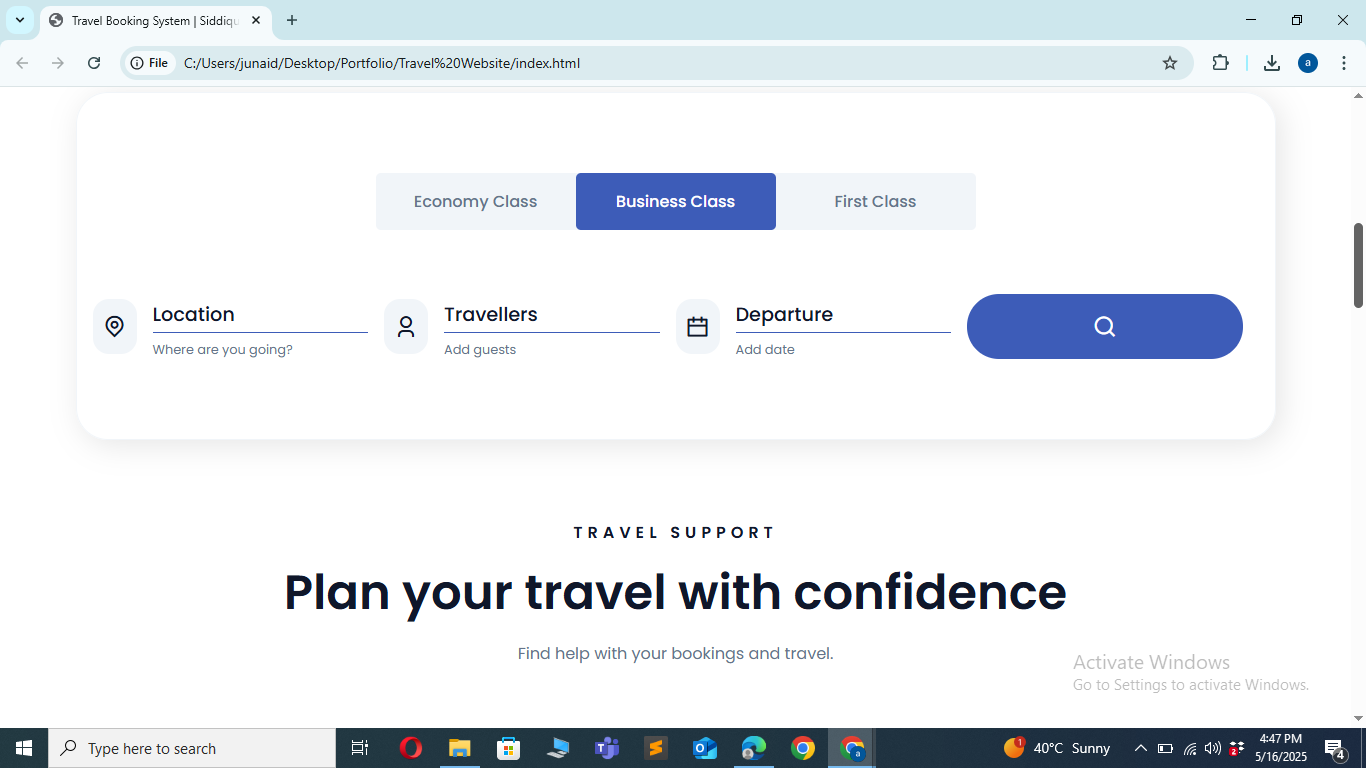 Travel Booking System | Siddiqu
File
C:/Users/junaid/Desktop/Portfolio/Travel%20Website/index.html
a
Economy Class
Business Class
First Class
Location
Where are you going?
Travellers
Add guests
Departure
Add date
TRAVEL SUPPORT
Plan your travel with confidence
Find help with your bookings and travel.
Activate Windows
Go to Settings to activate Windows.
Type here to search
a
1
40°C Sunny
2
4:47 PM
5/16/2025
4